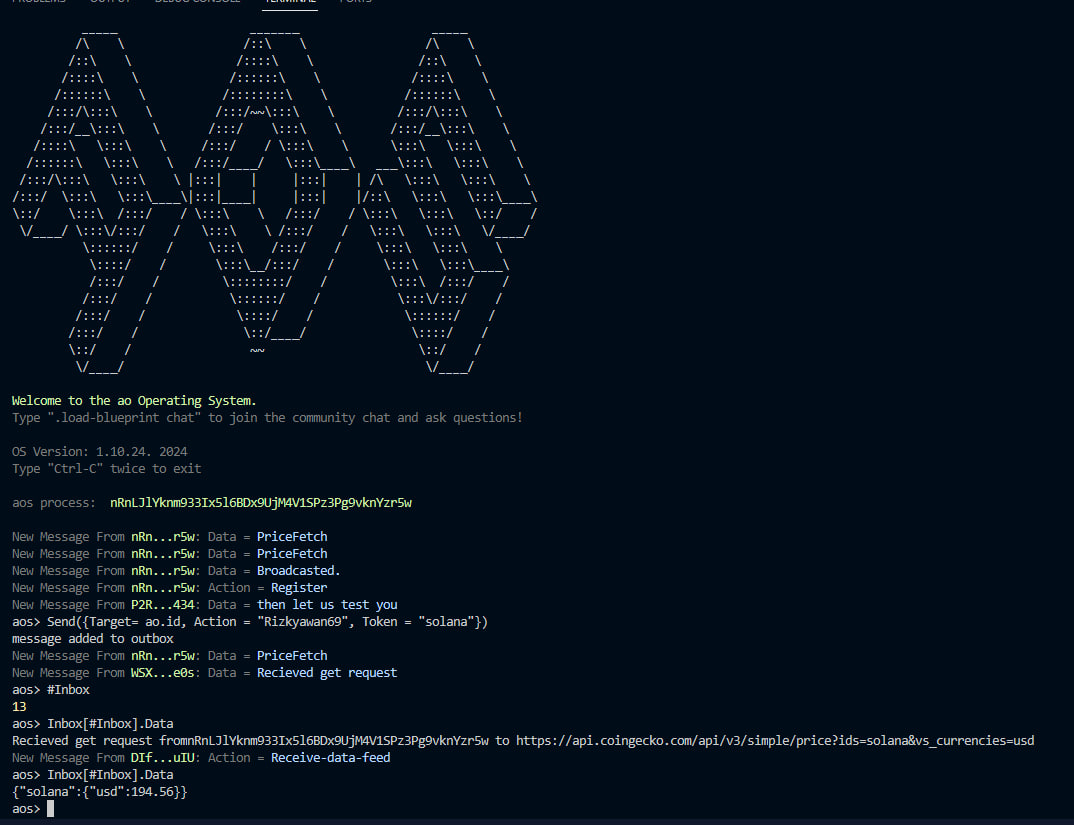 PROBLEMS OUTPUT DEBUG CONSOLE TERMINAL PORTS
Welcome to the ao Operating System.
Type ".load-blueprint chat" to join the community chat and ask questions!
OS Version: 1.10.24. 2024
Type "Ctrl-C" twice to exit
aos process: nRnLJlYknm933Ix5l6BDx9UjM4V1SPz3Pg9vknYzr5w
New Message From nRn...r5w: Data = PriceFetch
New Message From nRn...r5w: Data = PriceFetch
New Message From nRn...r5w: Data = Broadcasted.
New Message From nRn...r5w: Action = Register
New Message From P2R...434: Data = then let us test you
aos> Send({Target= ao.id, Action = "Rizkyawan69", Token = "solana"})
message added to outbox
New Message From nRn...r5w: Data = PriceFetch
New Message From WSX...e0s: Data = Recieved get request
aos> #Inbox
13
aos> Inbox[#Inbox].Data
Recieved get request fromnRnLJlYknm933Ix5l6BDx9UjM4V1SPz3Pg9vknYzr5w to https://api.coingecko.com/api/v3/simple/price?ids=solana&vs_currencies=usd
New Message From DIf...uIU: Action = Receive-data-feed
aos> Inbox[#Inbox].Data
{"solana":{"usd":194.56}}
aos>